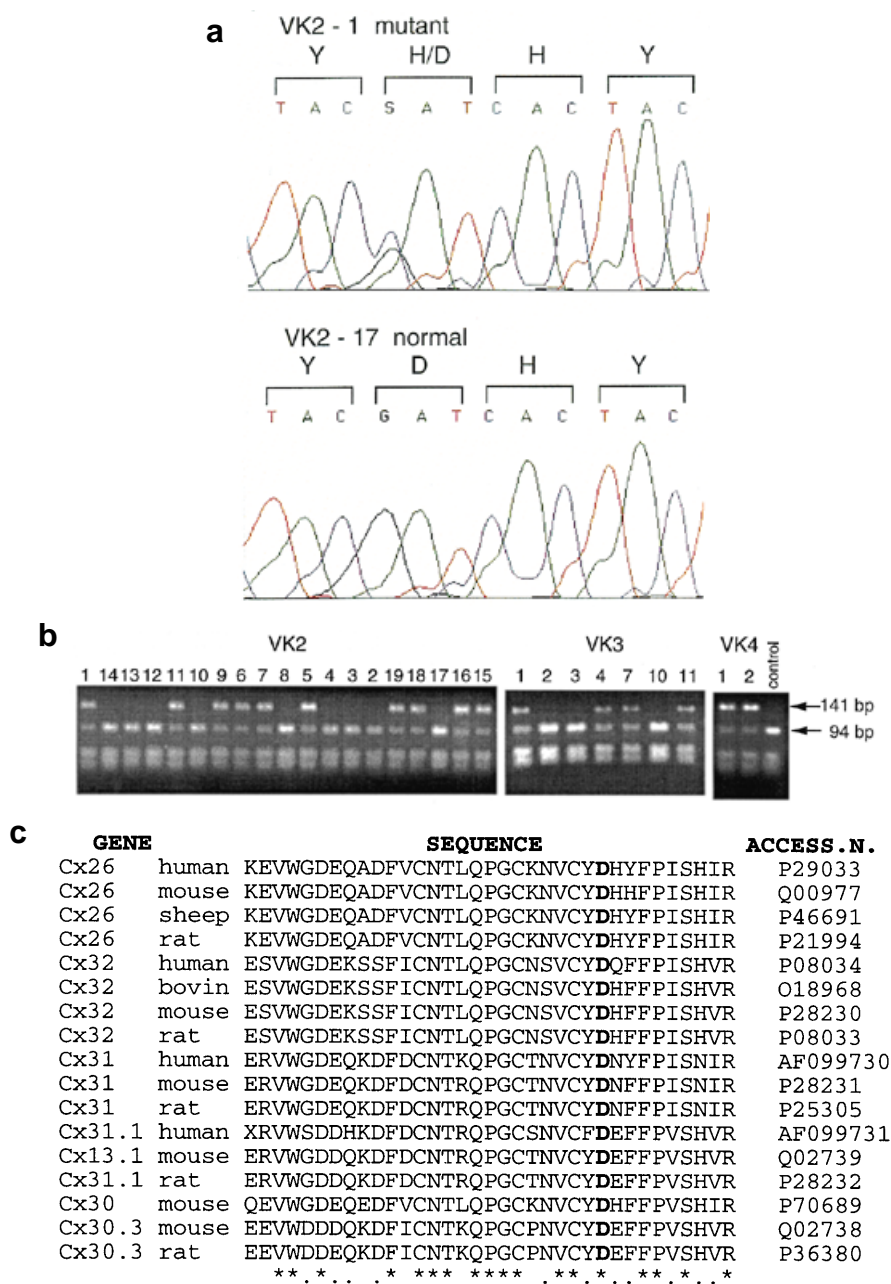 a
VK2 - 1 mutant
Y H/D H Y
T A C S A T C A C T A C
VK2 - 17 normal
Y D H Y
T A C G A T C A C T A C
b
VK2 VK3 VK4
1 14 13 12 11 10 9 6 7 8 5 4 3 2 19 18 17 16 15 1 2 3 4 7 10 11 1 2 control
141 bp
94 bp
c
GENE SEQUENCE ACCESS.N.
Cx26 human KEVWGDEQADFVCNTLQPGCKNVCYDHYFPISHIR P29033
Cx26 mouse KEVWGDEQADFVCNTLQPGCKNVCYDHHFPISHIR Q00977
Cx26 sheep KEVWGDEQADFVCNTLQPGCKNVCYDHYFPISHIR P46691
Cx26 rat KEVWGDEQADFVCNTLQPGCKNVCYDHYFPISHIR P21994
Cx32 human ESVWGDEKSSFICNTLQPGCNSVCYDQFFPISHVR P08034
Cx32 bovin ESVWGDEKSSFICNTLQPGCNSVCYDHFFPISHVR O18968
Cx32 mouse ESVWGDEKSSFICNTLQPGCNSVCYDHFFPISHVR P28230
Cx32 rat ESVWGDEKSSFICNTLQPGCNSVCYDHFFPISHVR P08033
Cx31 human ERVWGDEQKDFDCNTKQPGCTNVCYDNYFPISNIR AF099730
Cx31 mouse ERVWGDEQKDFDCNTRQPGCTNVCYDNFFPISNIR P28231
Cx31 rat ERVWGDEQKDFDCNTRQPGCTNVCYDNFFPISNIR P25305
Cx31.1 human XRVWSDDHKDFDCNTRQPGCSNVCFDEFFPVSHVR AF099731
Cx13.1 mouse ERVWGDDQKDFDCNTRQPGCTNVCYDEFFPVSHVR Q02739
Cx31.1 rat ERVWGDDQKDFDCNTRQPGCTNVCYDEFFPVSHVR P28232
Cx30 mouse QEVWGDEQEDFVCNTLQPGCKNVCYDHFFPVSHIR P70689
Cx30.3 mouse EEVWDDDQKDFICNTKQPGCPNVCYDEFFPVSHVR Q02738
Cx30.3 rat EEVWDDEQKDFICNTKQPGCPNVCYDEFFPVSHVR P36380
**.*.. .* *** **** .**.*..**.*..*